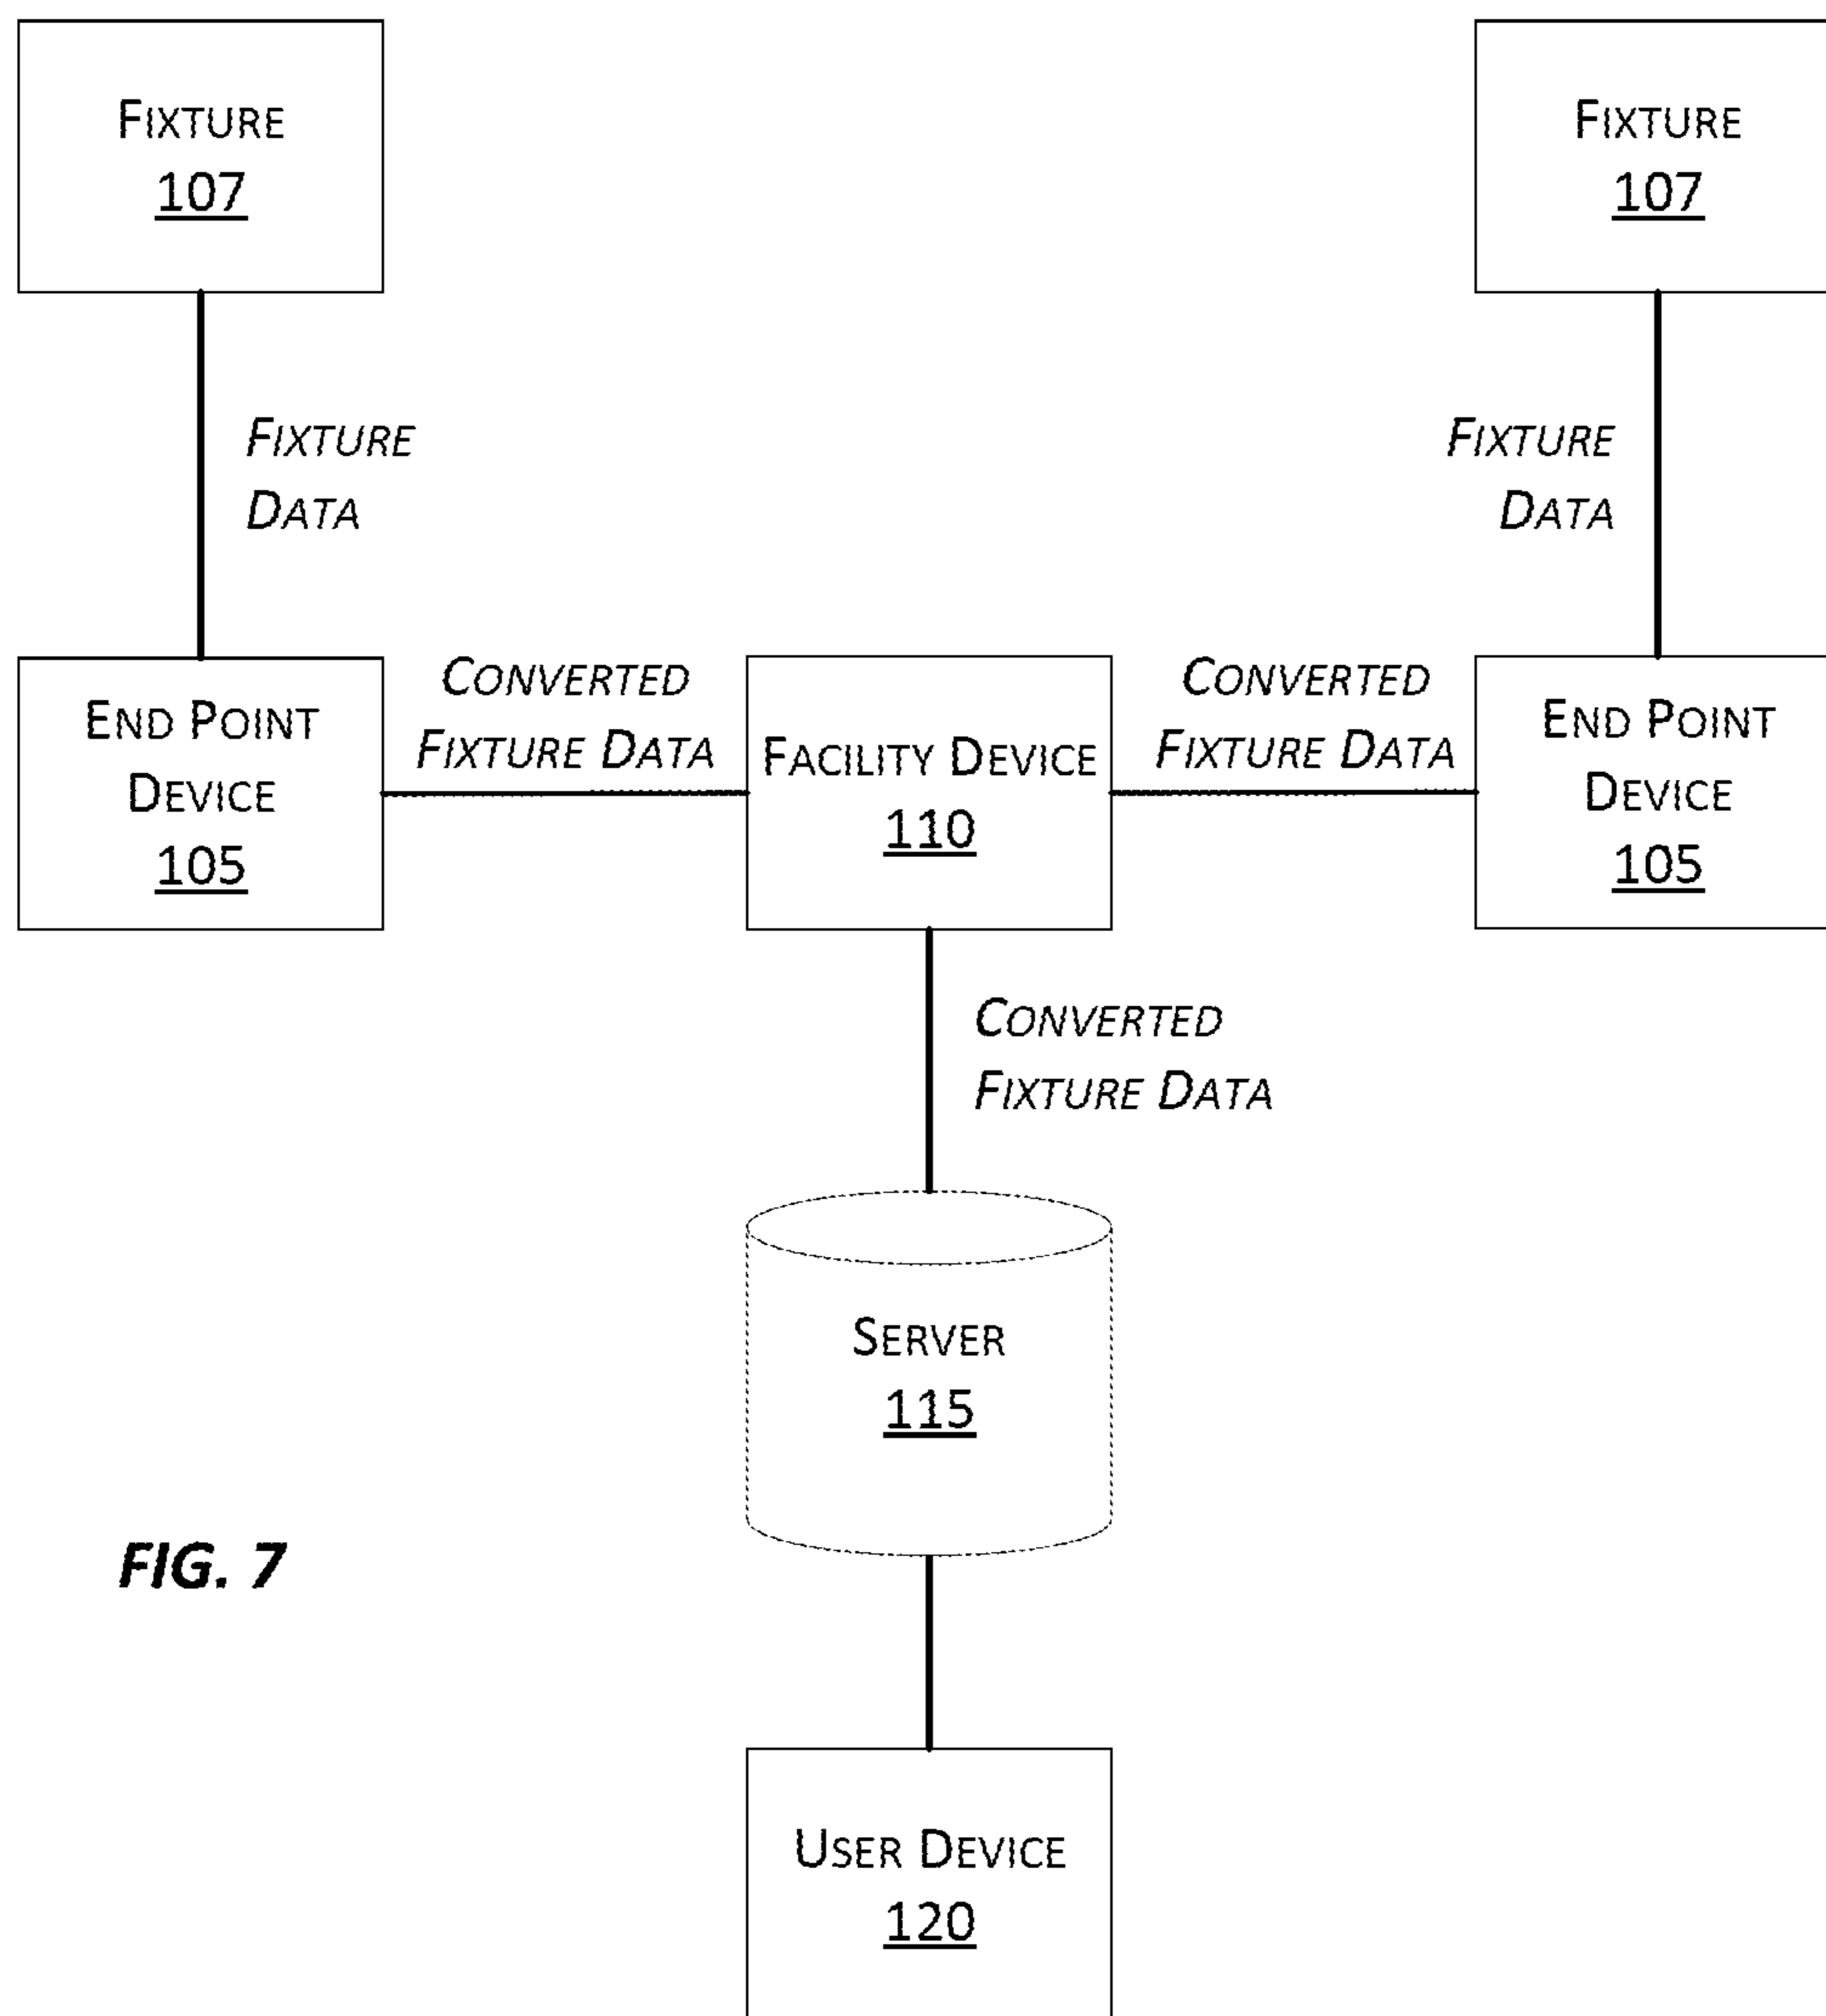 FIXTURE
107
FIXTURE
107
FIXTURE
DATA
FIXTURE
DATA
END POINT
DEVICE
105
CONVERTED
FIXTURE DATA
FACILITY DEVICE
110
CONVERTED
FIXTURE DATA
END POINT
DEVICE
105
CONVERTED
FIXTURE DATA
SERVER
115
FIG. 7
USER DEVICE
120